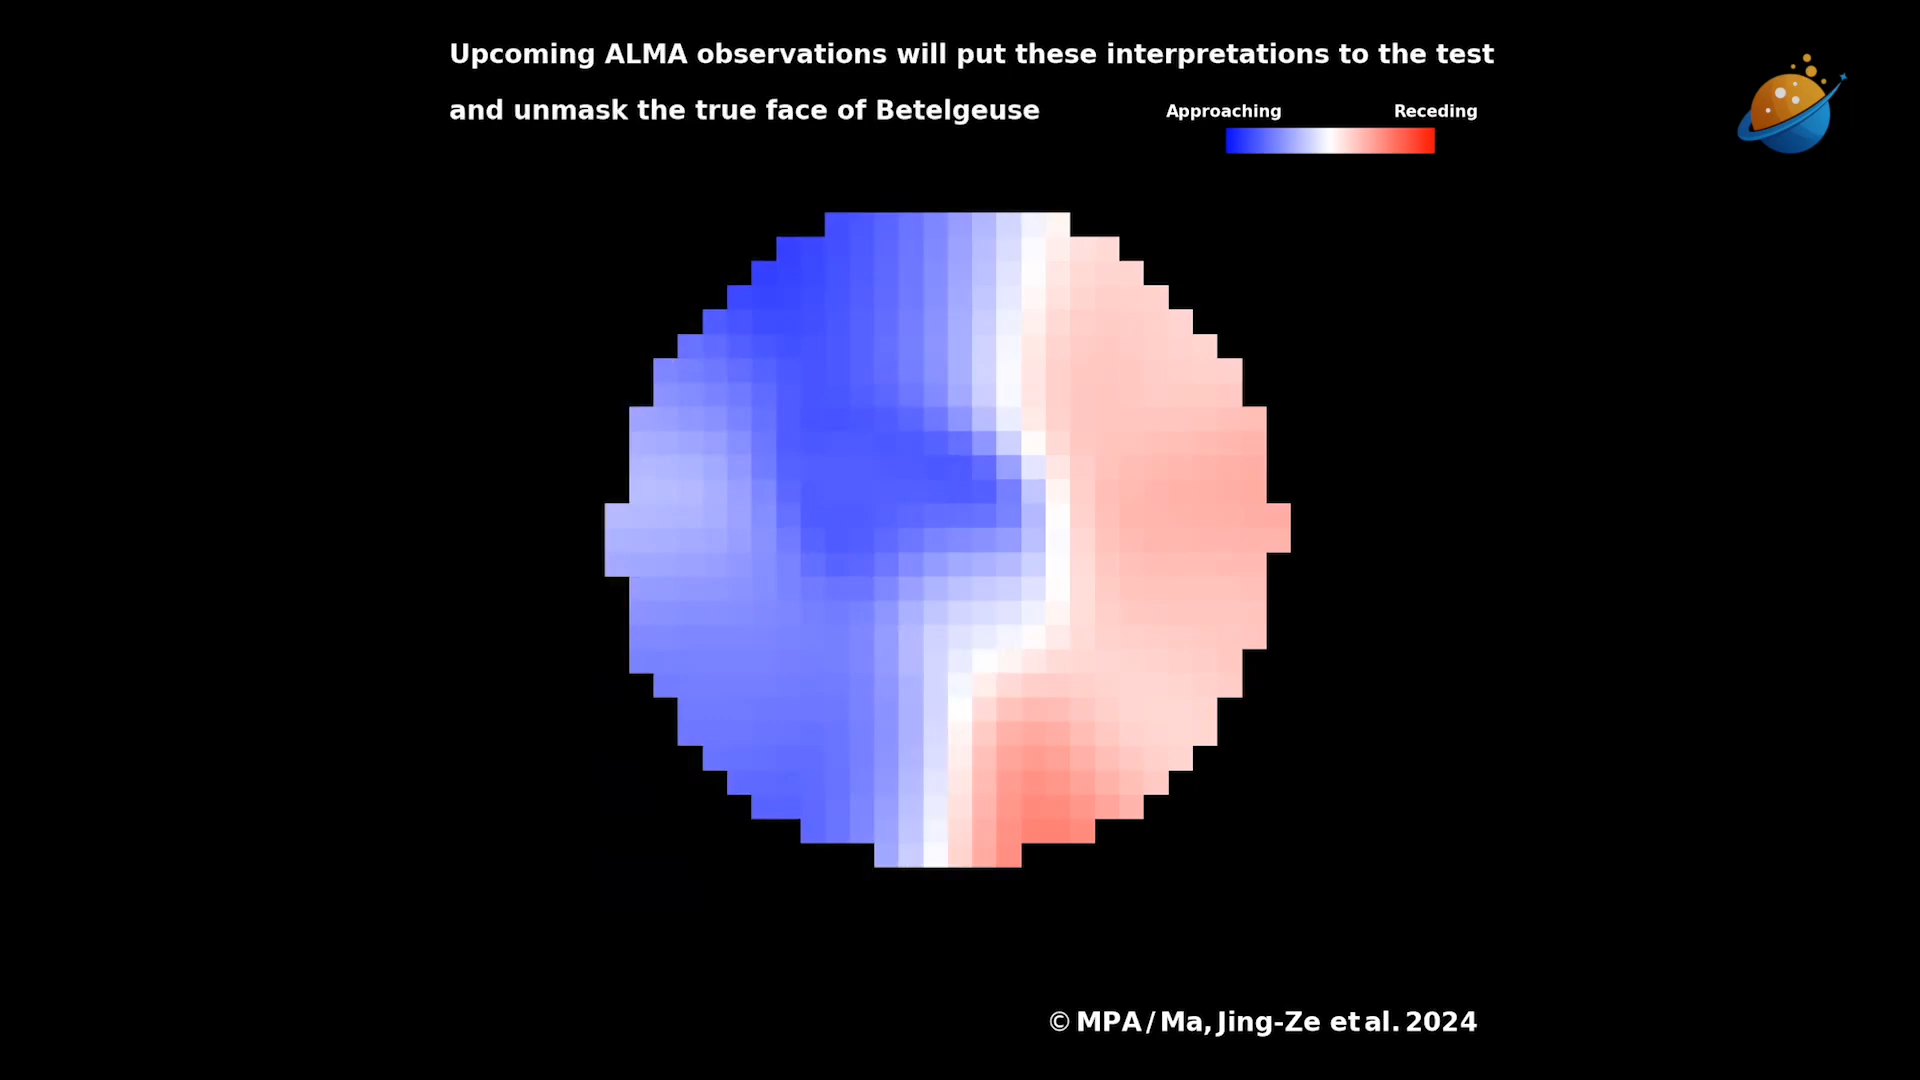 Upcoming ALMA observations will put these interpretations to the test
and unmask the true face of Betelgeuse
Approaching Receding
© MPA/Ma, Jing-Ze et al. 2024